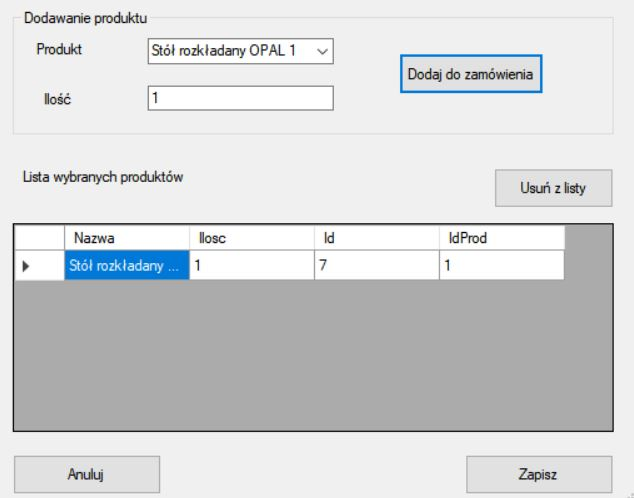 Dodawanie produktu
Produkt
Stół rozkładany OPAL 1
Dodaj do zamówienia
Ilość
1
Lista wybranych produktów
Usuń z listy
Nazwa Ilosc Id IdProd
Stół rozkładany ... 1 7 1
Anuluj
Zapisz